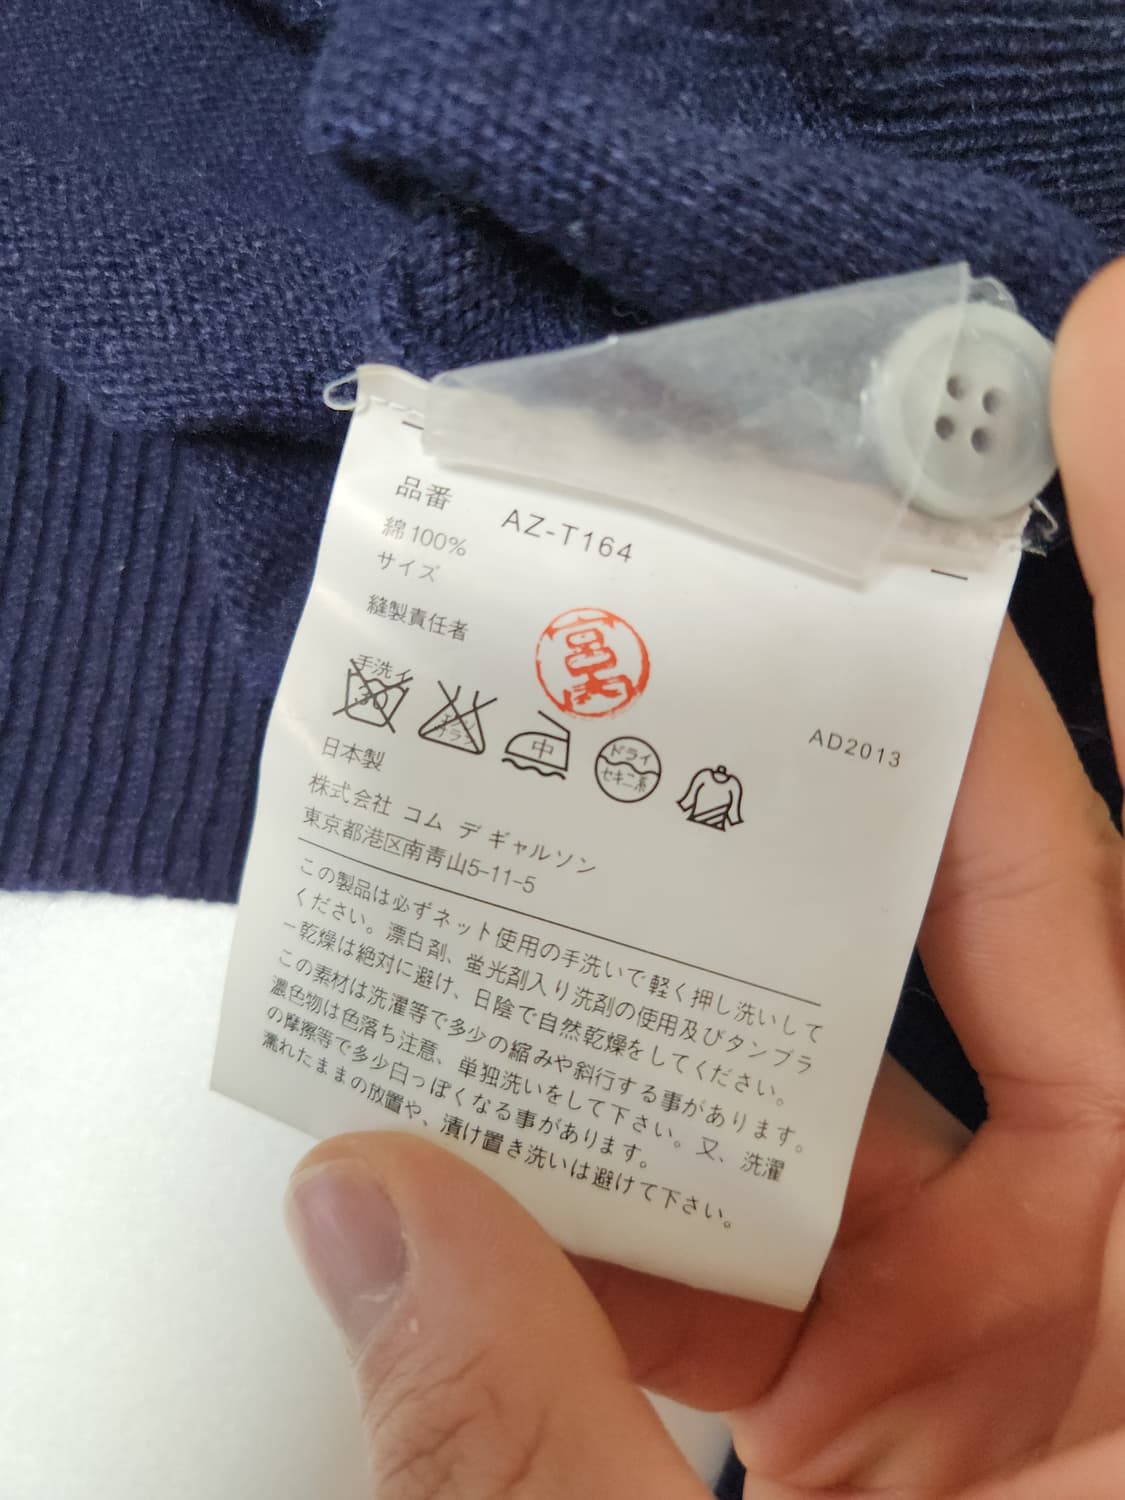 品番 AZ-T164
綿100%
サイズ
縫製責任者
宮内
手洗イ
30
エンソ
サラシ
中
ドライ
セキユ系
AD2013
日本製
株式会社 コム デ ギャルソン
東京都港区南青山5-11-5
この製品は必ずネット使用の手洗いで軽く押し洗いして
ください。漂白剤、蛍光剤入り洗剤の使用及びタンブラ
ー乾燥は絶対に避け、日陰で自然乾燥をしてください。
この素材は洗濯等で多少の縮みや斜行する事があります。
濃色物は色落ち注意、単独洗いをして下さい。又、洗濯
の摩擦等で多少白っぽくなる事があります。
濡れたままの放置や、漬け置き洗いは避けて下さい。